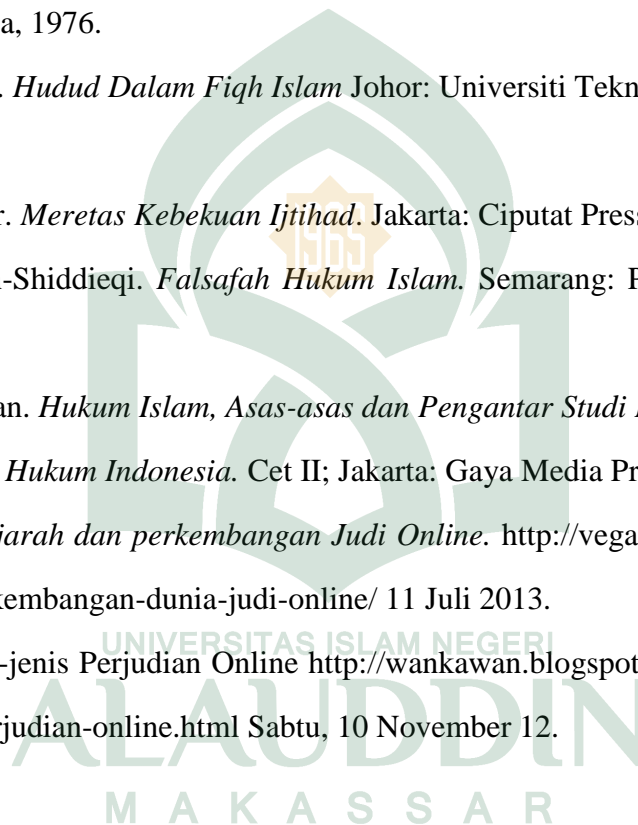 a, 1976.
. Hudud Dalam Fiqh Islam Johor: Universiti Tekn
r. Meretas Kebekuan Ijtihad. Jakarta: Ciputat Press
-Shiddieqi. Falsafah Hukum Islam. Semarang: P
1965
an. Hukum Islam, Asas-asas dan Pengantar Studi
Hukum Indonesia. Cet II; Jakarta: Gaya Media Pr
jarah dan perkembangan Judi Online. http://vega
kembangan-dunia-judi-online/ 11 Juli 2013.
UNIVERSITAS ISLAM NEGERI
-jenis Perjudian Online http://wankawan.blogspot
rjudian-online.html Sabtu, 10 November 12.
ALAUDDIN
MAKASSAR